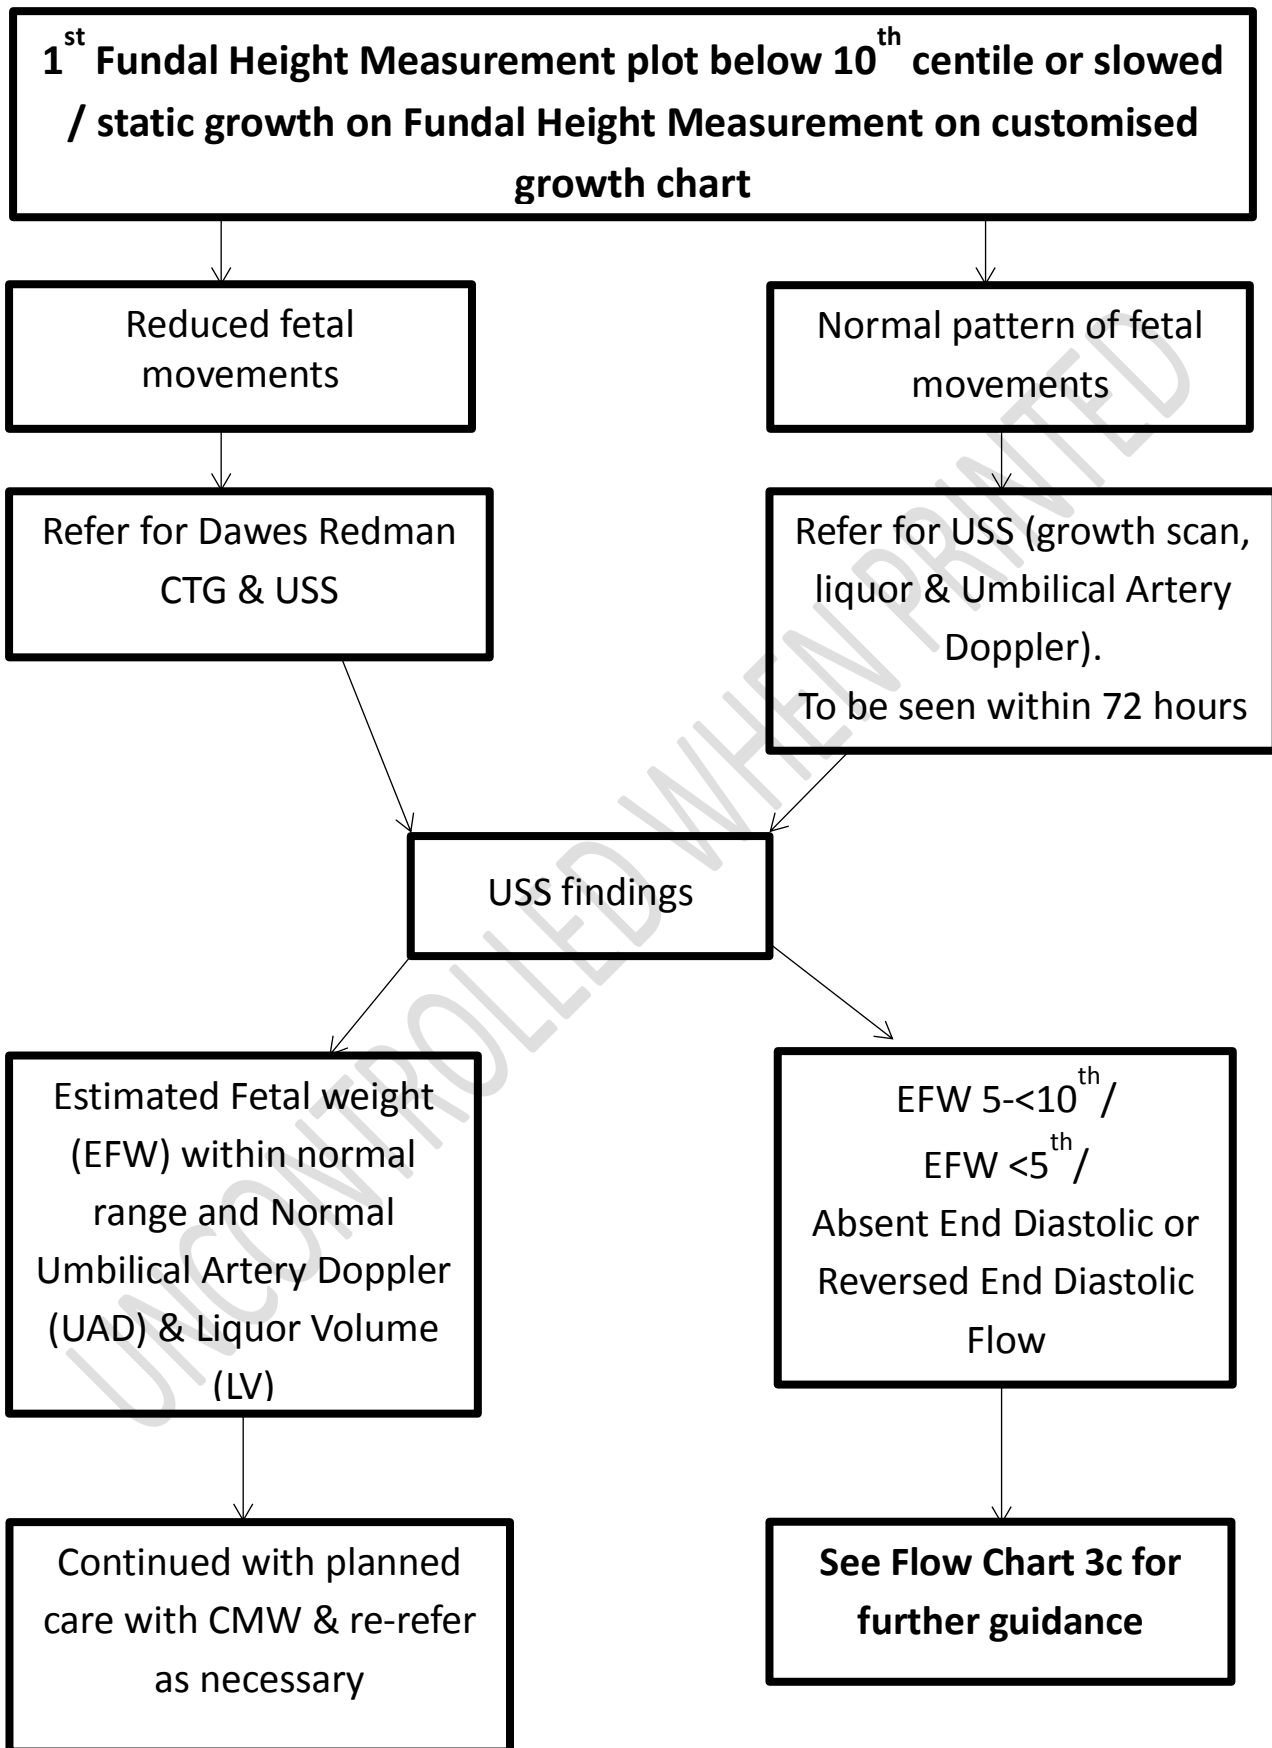 1st Fundal Height Measurement plot below 10th centile or slowed
/ static growth on Fundal Height Measurement on customised
growth chart
Reduced fetal
movements
Normal pattern of fetal
movements
Refer for Dawes Redman
CTG & USS
Refer for USS (growth scan,
liquor & Umbilical Artery
Doppler).
To be seen within 72 hours
USS findings
Estimated Fetal weight
(EFW) within normal
range and Normal
Umbilical Artery Doppler
(UAD) & Liquor Volume
(LV)
EFW 5-<10th/
EFW <5th/
Absent End Diastolic or
Reversed End Diastolic
Flow
Continued with planned
care with CMW & re-refer
as necessary
See Flow Chart 3c for
further guidance
UNCONTROLLED WHEN PRINTED